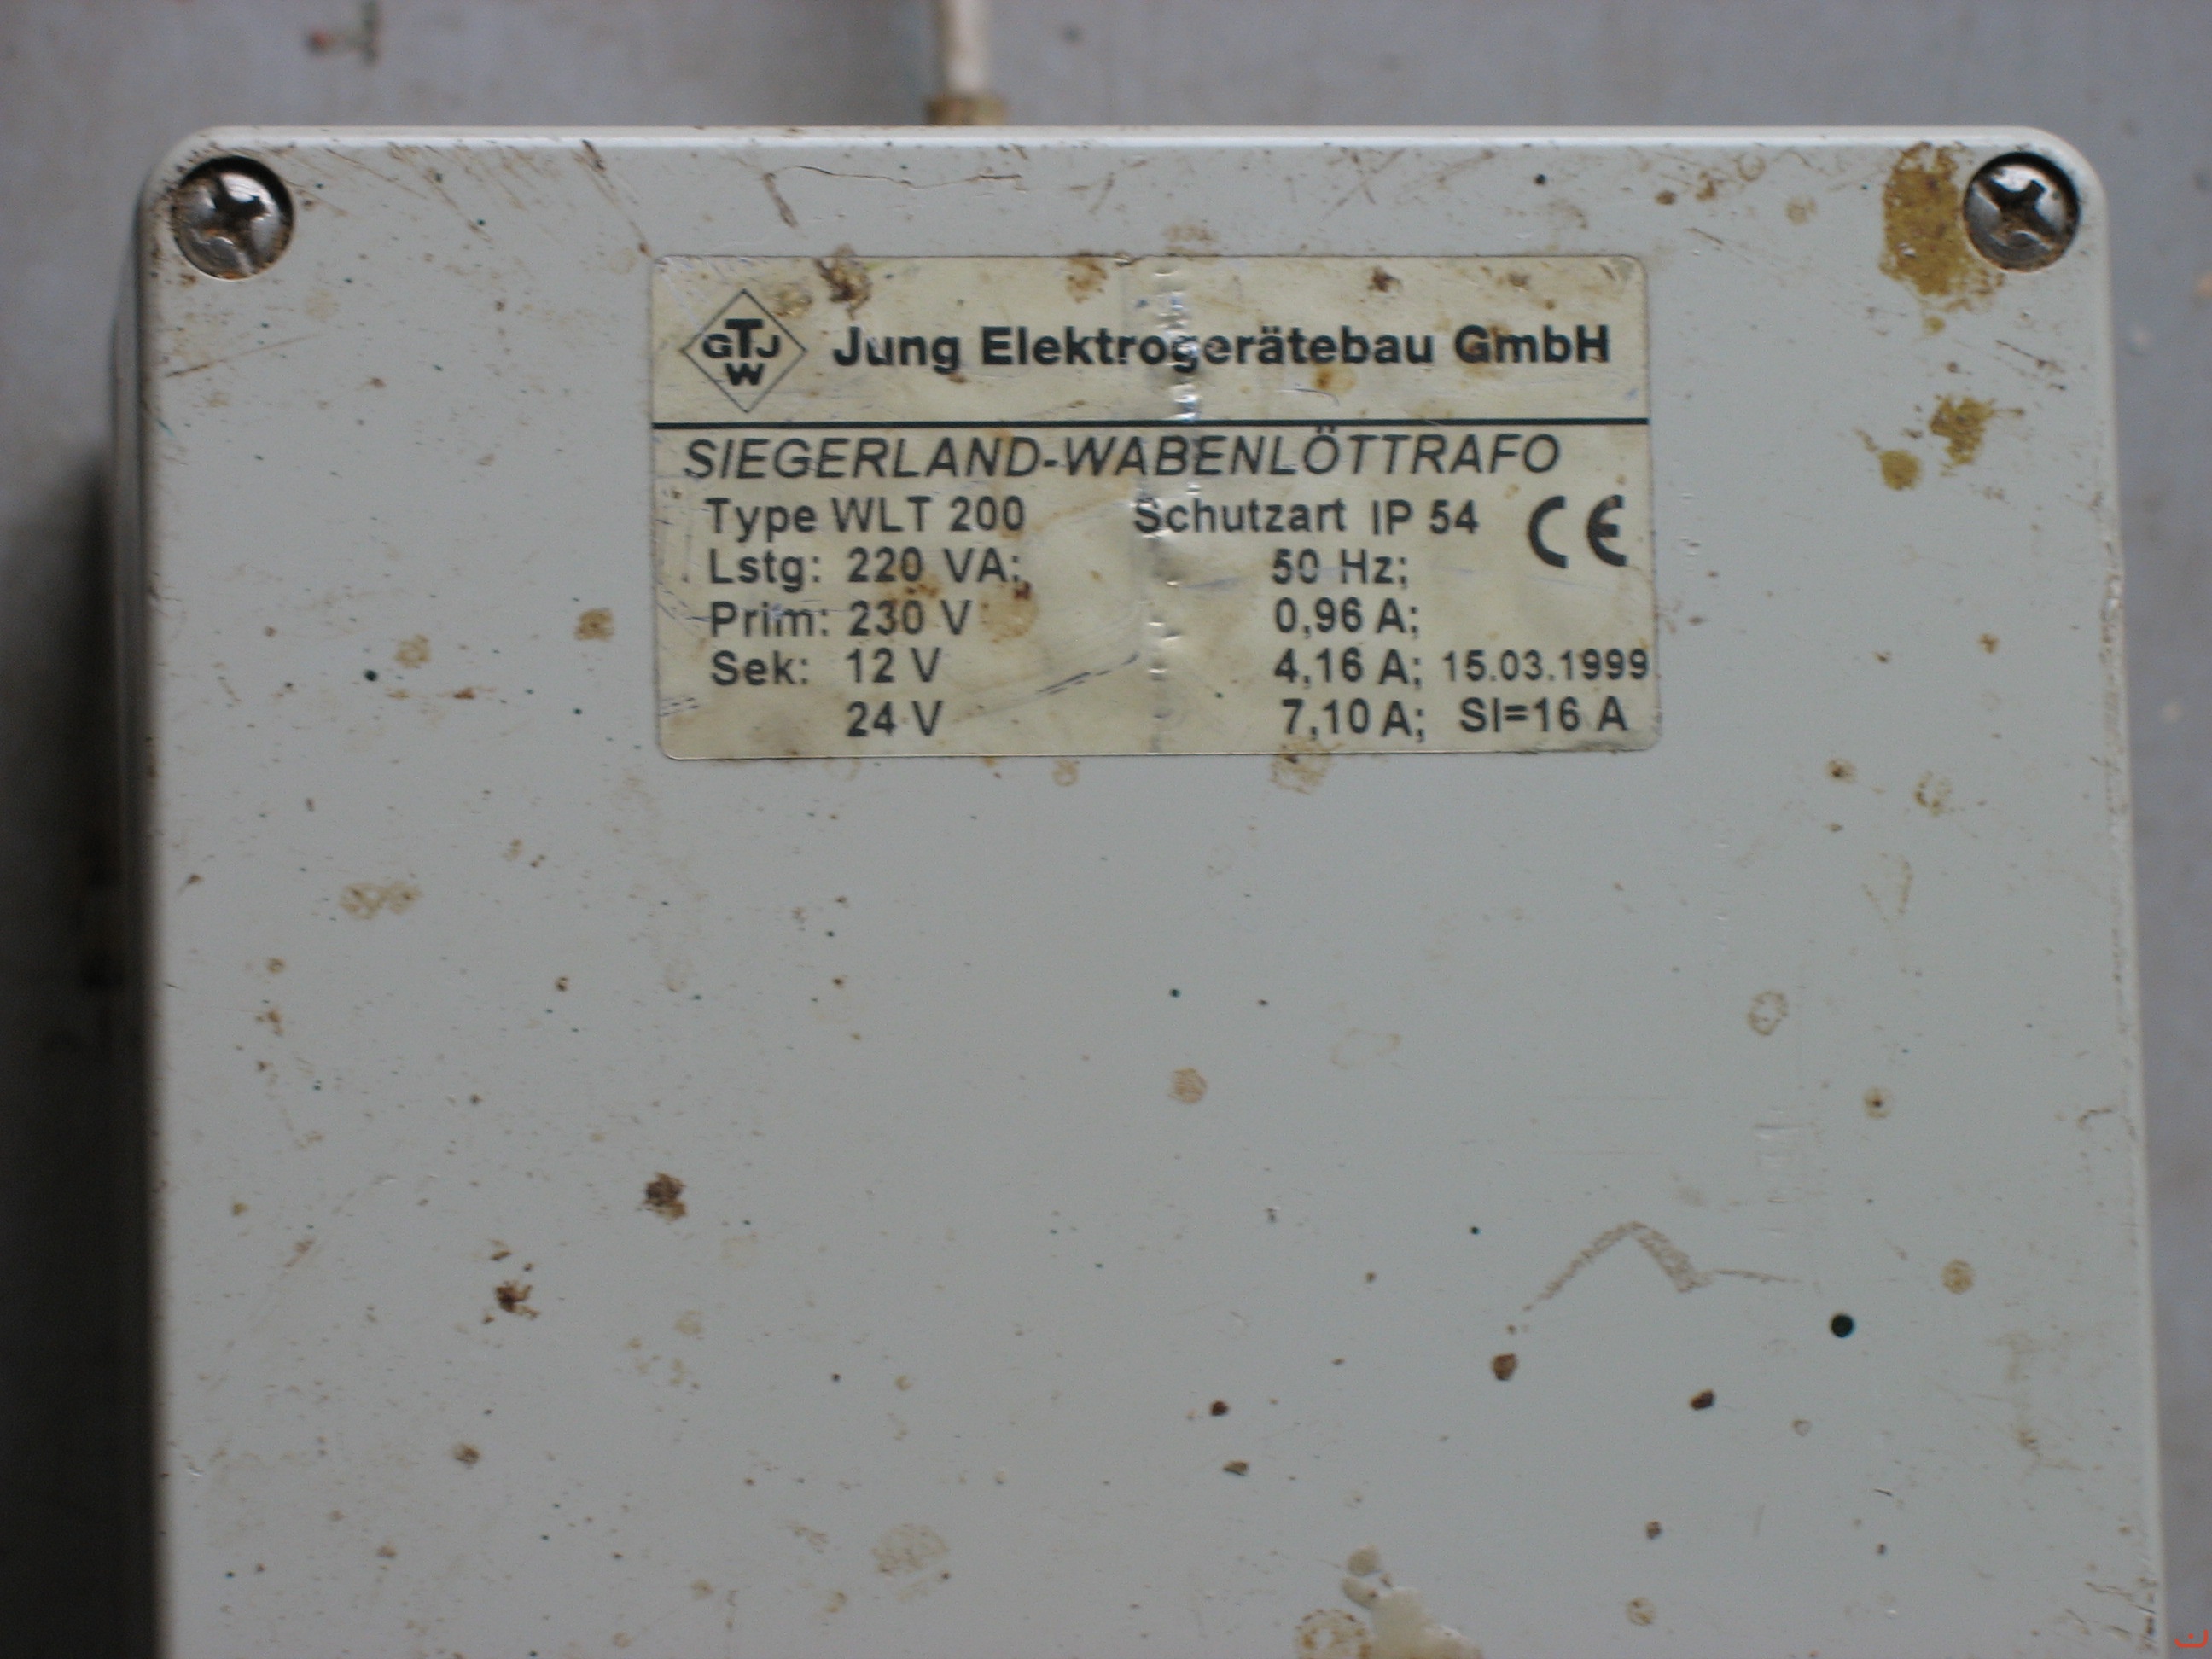 GTJ
W
Jung Elektrogerätebau GmbH
SIEGERLAND-WABENLÖTTRAFO
Type WLT 200 Schutzart IP 54 CE
Lstg: 220 VA; 50 Hz;
Prim: 230 V 0,96 A;
Sek: 12 V 4,16 A; 15.03.1999
24 V 7,10 A; SI=16 A